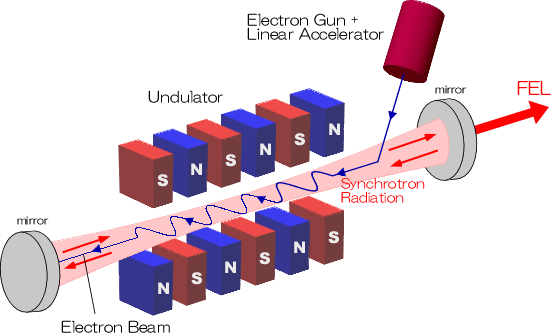 Electron Gun +
Linear Accelerator
mirror
FEL
Undulator
S
N
S
N
S
N
Synchrotron
Radiation
mirror
N
S
N
S
N
S
Electron Beam